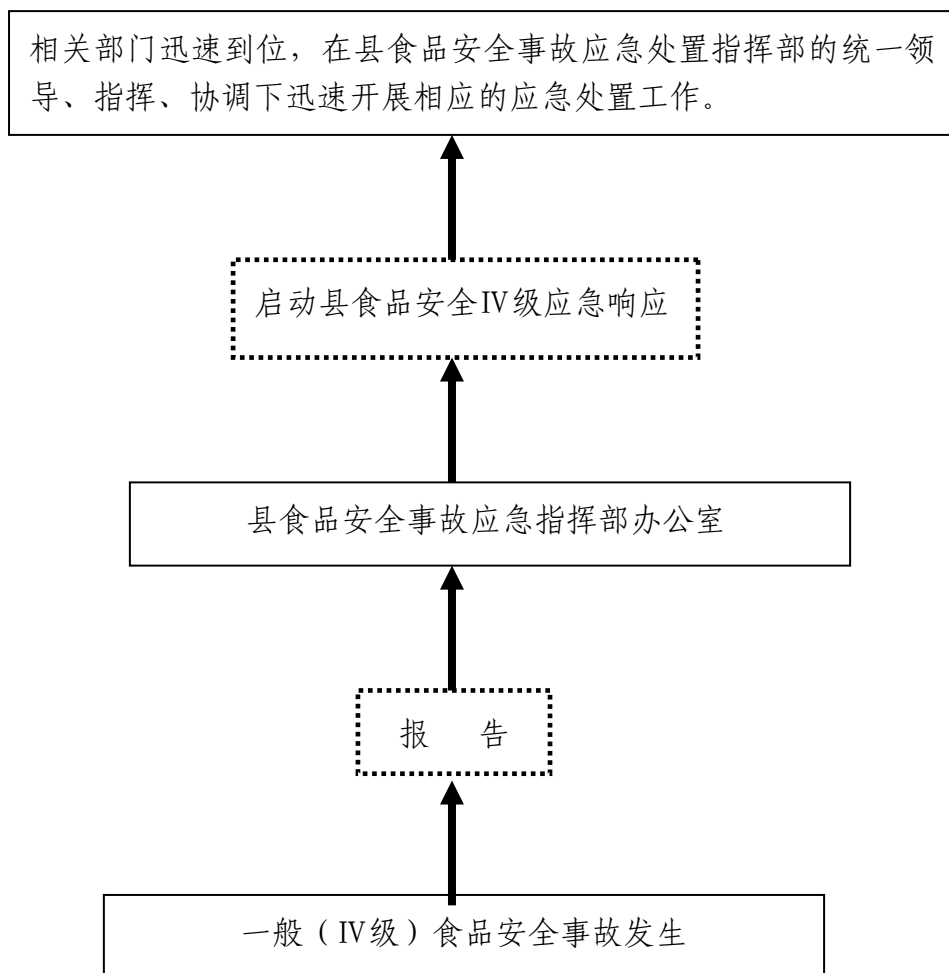 相关部门迅速到位，在县食品安全事故应急处置指挥部的统一领
导、指挥、协调下迅速开展相应的应急处置工作。
启动县食品安全Ⅳ级应急响应
县食品安全事故应急指挥部办公室
报 告
一般（Ⅳ级）食品安全事故发生